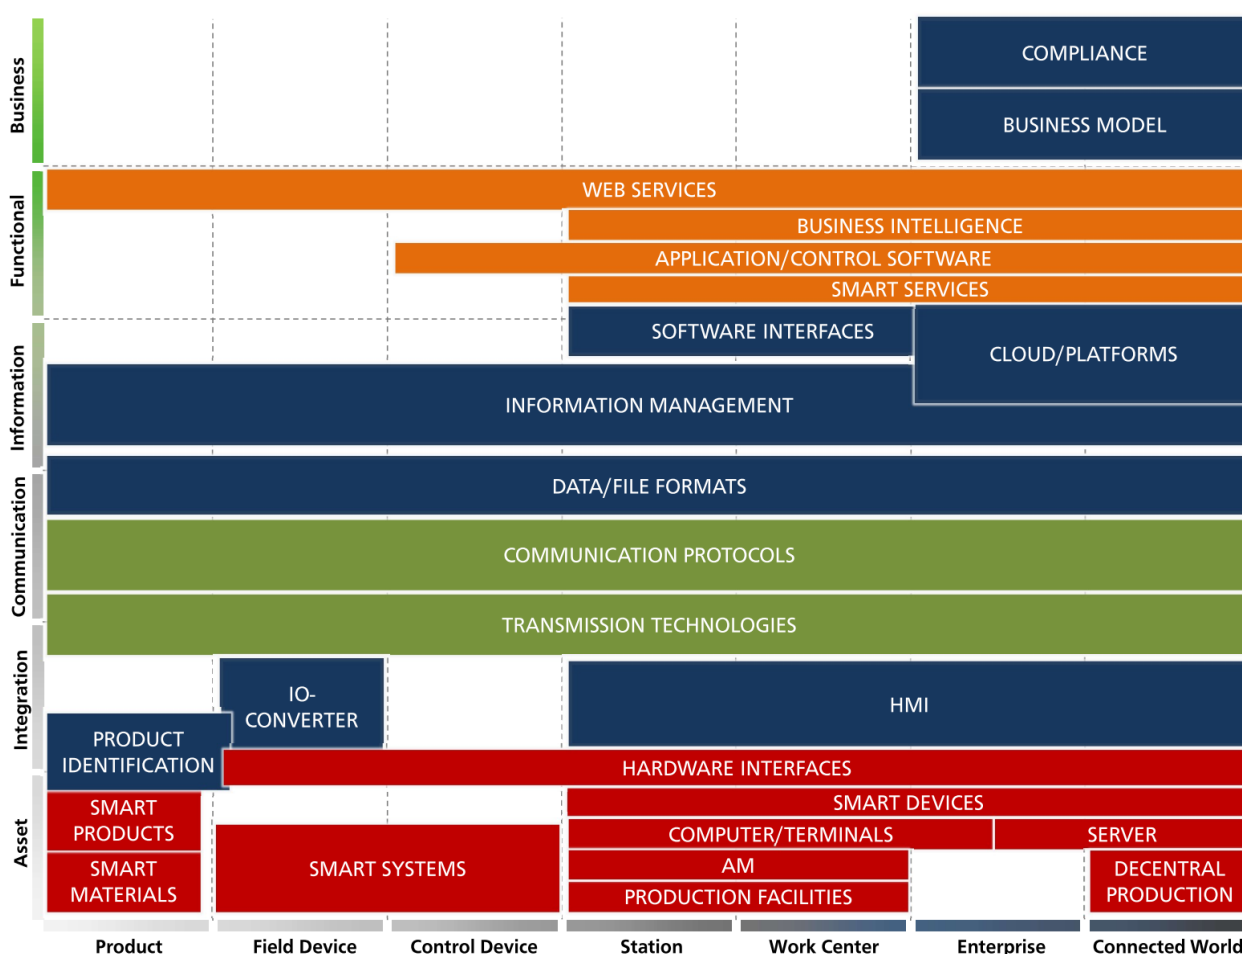 Business
COMPLIANCE
BUSINESS MODEL
Functional
WEB SERVICES
BUSINESS INTELLIGENCE
APPLICATION/CONTROL SOFTWARE
SMART SERVICES
Information
SOFTWARE INTERFACES
CLOUD/PLATFORMS
INFORMATION MANAGEMENT
Communication
DATA/FILE FORMATS
COMMUNICATION PROTOCOLS
TRANSMISSION TECHNOLOGIES
Integration
IO-
CONVERTER
HMI
PRODUCT
IDENTIFICATION
HARDWARE INTERFACES
Asset
SMART
PRODUCTS
SMART
MATERIALS
SMART SYSTEMS
SMART DEVICES
COMPUTER/TERMINALS
SERVER
AM
PRODUCTION FACILITIES
DECENTRAL
PRODUCTION
Product
Field Device
Control Device
Station
Work Center
Enterprise
Connected World